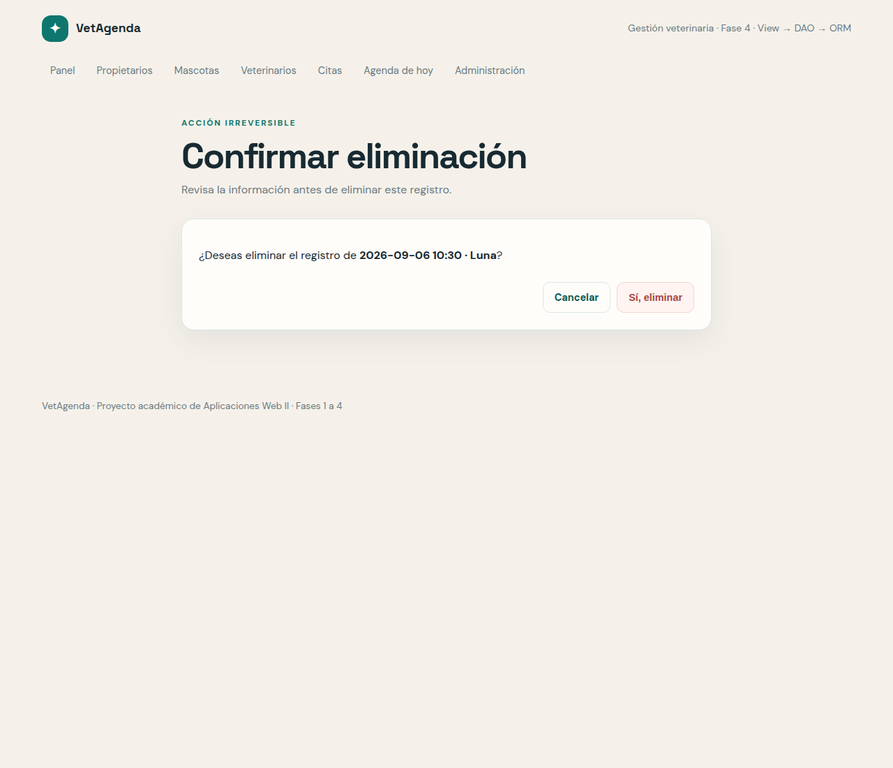 VetAgenda
Gestión veterinaria · Fase 4 · View → DAO → ORM
Panel Propietarios Mascotas Veterinarios Citas Agenda de hoy Administración
ACCIÓN IRREVERSIBLE
Confirmar eliminación
Revisa la información antes de eliminar este registro.
¿Deseas eliminar el registro de 2026-09-06 10:30 · Luna?
Cancelar Sí, eliminar
VetAgenda · Proyecto académico de Aplicaciones Web II · Fases 1 a 4